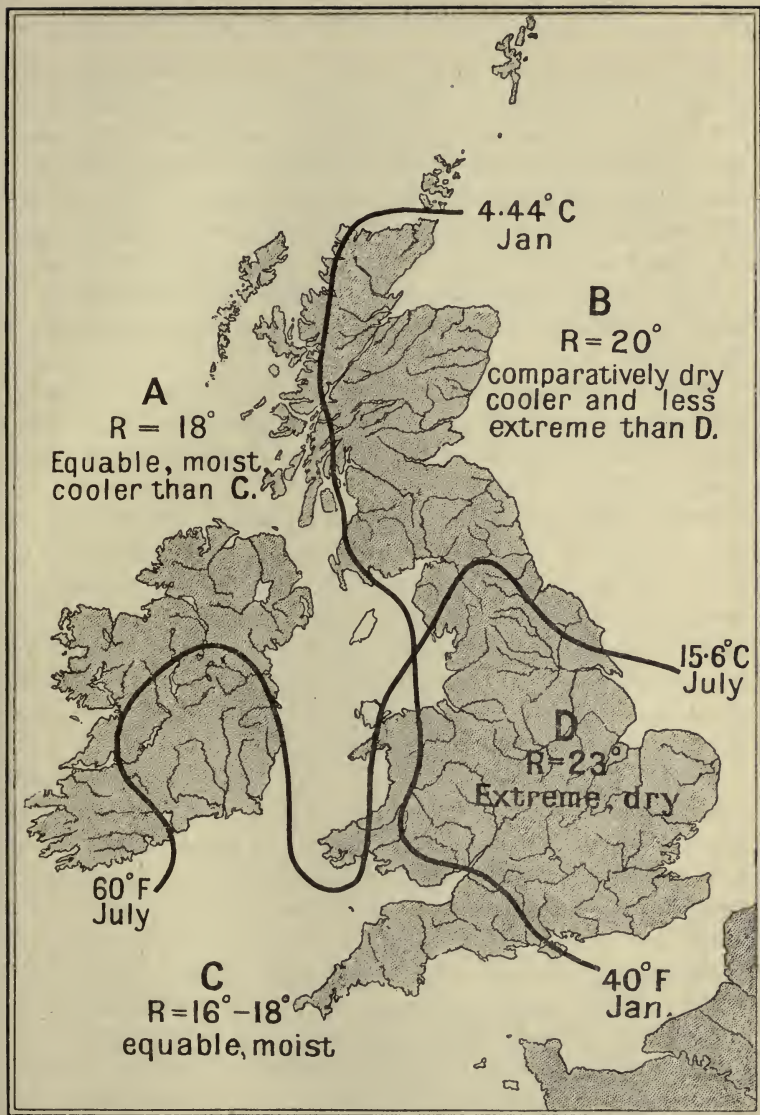 4·44°C
Jan
B
R = 20°
comparatively dry
cooler and less
extreme than D.
A
R = 18°
Equable, moist,
cooler than C.
15·6°C
July
D
R=23°
Extreme, dry
60°F
July
40°F
Jan.
C
R=16°-18°
equable, moist